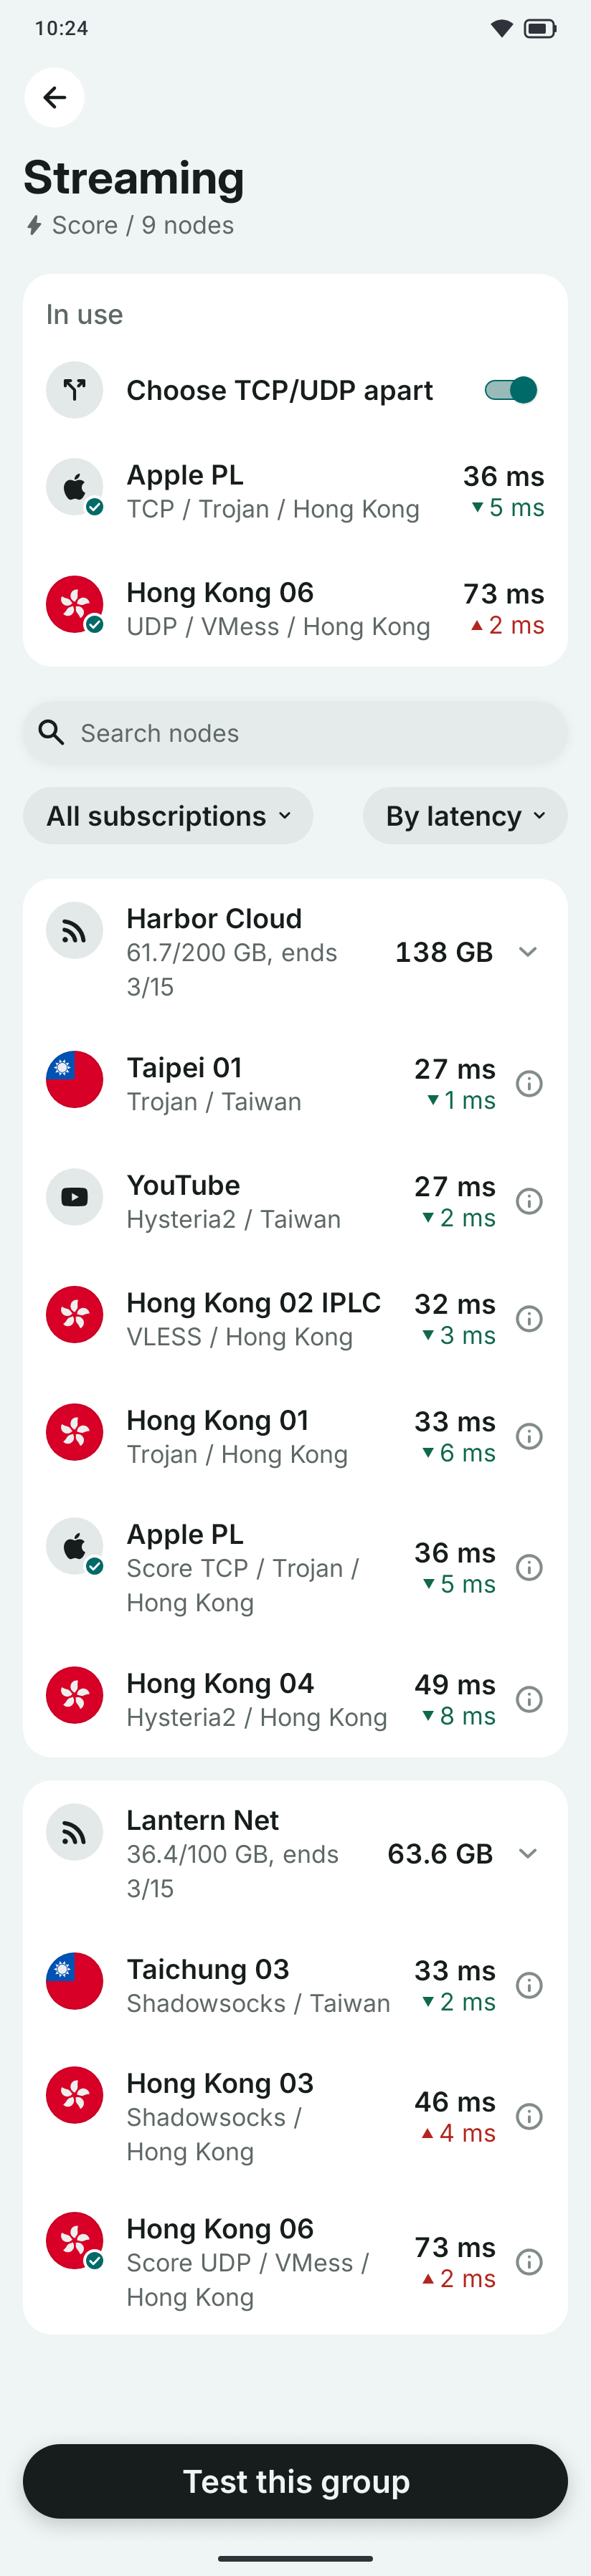 10:24
Streaming
Score / 9 nodes
In use
Choose TCP/UDP apart
Apple PL
36 ms
TCP / Trojan / Hong Kong
▼5 ms
Hong Kong 06
73 ms
UDP / VMess / Hong Kong
▲2 ms
Search nodes
All subscriptions
By latency
Harbor Cloud
61.7/200 GB, ends
3/15
138 GB
Taipei 01
27 ms
Trojan / Taiwan
▼1 ms
YouTube
27 ms
Hysteria2 / Taiwan
▼2 ms
Hong Kong 02 IPLC
32 ms
VLESS / Hong Kong
▼3 ms
Hong Kong 01
33 ms
Trojan / Hong Kong
▼6 ms
Apple PL
Score TCP / Trojan /
Hong Kong
36 ms
▼5 ms
Hong Kong 04
49 ms
Hysteria2 / Hong Kong
▼8 ms
Lantern Net
36.4/100 GB, ends
3/15
63.6 GB
Taichung 03
33 ms
Shadowsocks / Taiwan
▼2 ms
Hong Kong 03
Shadowsocks /
Hong Kong
46 ms
▲4 ms
Hong Kong 06
Score UDP / VMess /
Hong Kong
73 ms
▲2 ms
Test this group